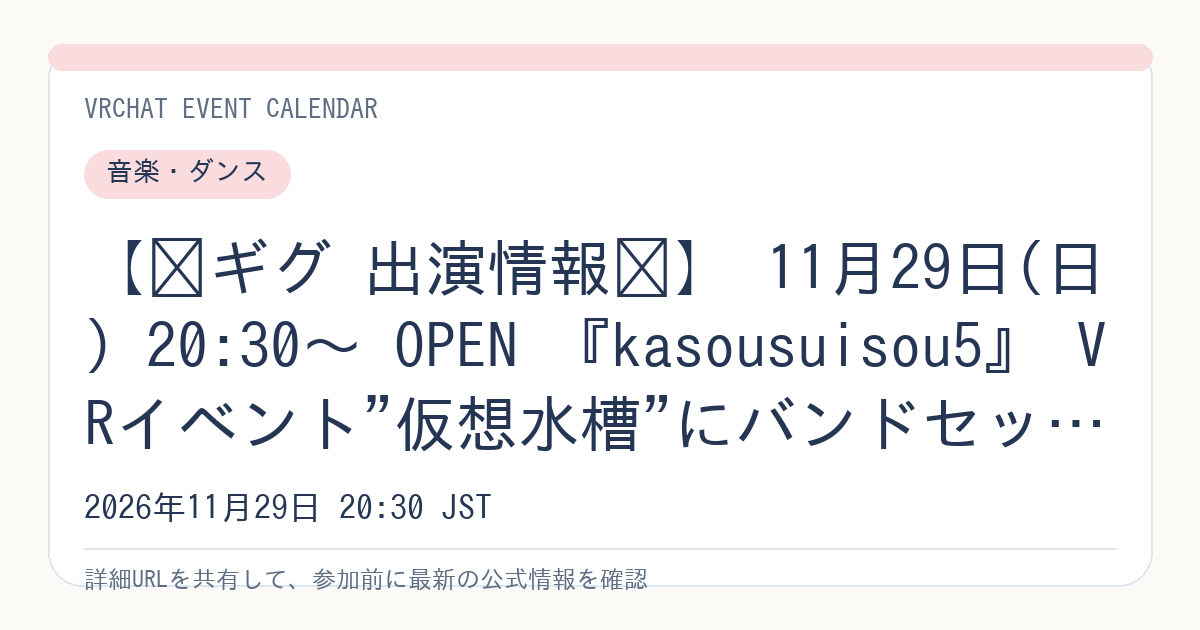 VRCHAT EVENT CALENDAR
音楽・ダンス
【☒ギグ 出演情報☒】 11月29日(日
) 20:30〜 OPEN 『kasousuisou5』 V
Rイベント”仮想水槽”にバンドセッ…
2026年11月29日 20:30 JST
詳細URLを共有して、参加前に最新の公式情報を確認